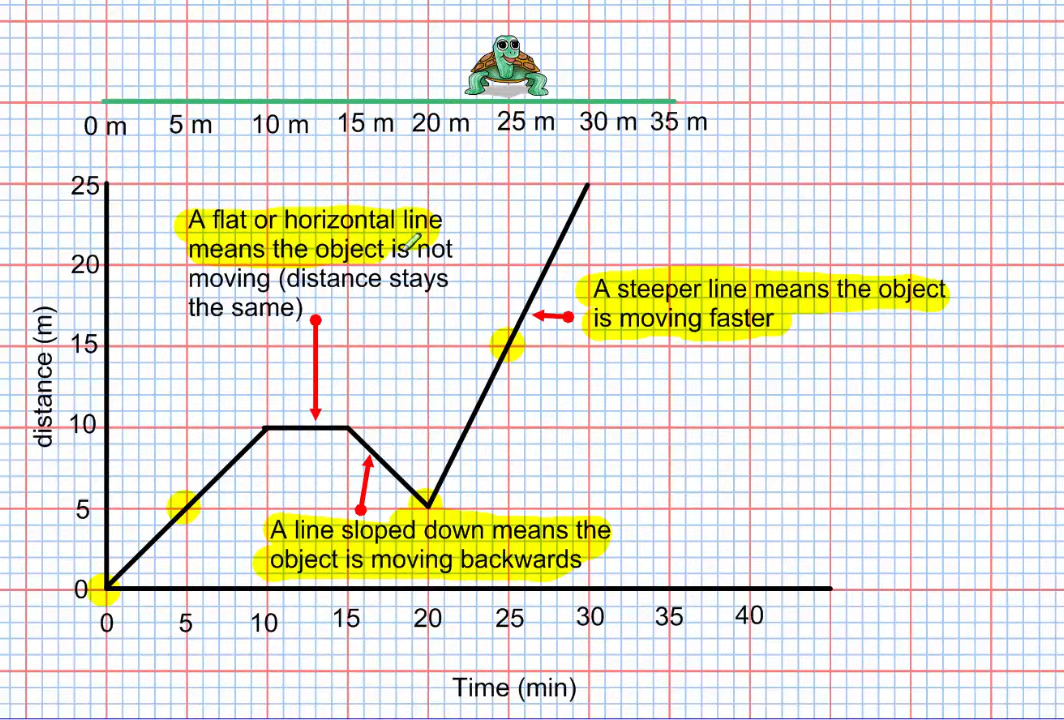 0 m 5 m 10 m 15 m 20 m 25 m 30 m 35 m
25
20
15
10
5
0
distance (m)
A flat or horizontal line
means the object is not
moving (distance stays
the same)
A steeper line means the object
is moving faster
A line sloped down means the
object is moving backwards
0 5 10 15 20 25 30 35 40
Time (min)